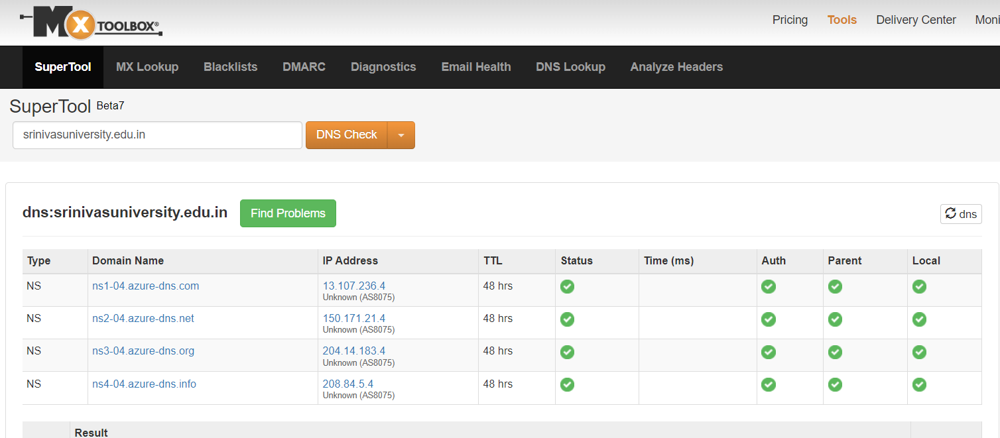 MX TOOLBOX®
Pricing Tools Delivery Center Moni
SuperTool MX Lookup Blacklists DMARC Diagnostics Email Health DNS Lookup Analyze Headers
SuperTool Beta7
srinivasuniversity.edu.in DNS Check
dns:srinivasuniversity.edu.in Find Problems dns
Type Domain Name IP Address TTL Status Time (ms) Auth Parent Local
NS ns1-04.azure-dns.com 13.107.236.4 48 hrs
Unknown (AS8075)
NS ns2-04.azure-dns.net 150.171.21.4 48 hrs
Unknown (AS8075)
NS ns3-04.azure-dns.org 204.14.183.4 48 hrs
Unknown (AS8075)
NS ns4-04.azure-dns.info 208.84.5.4 48 hrs
Unknown (AS8075)
Result